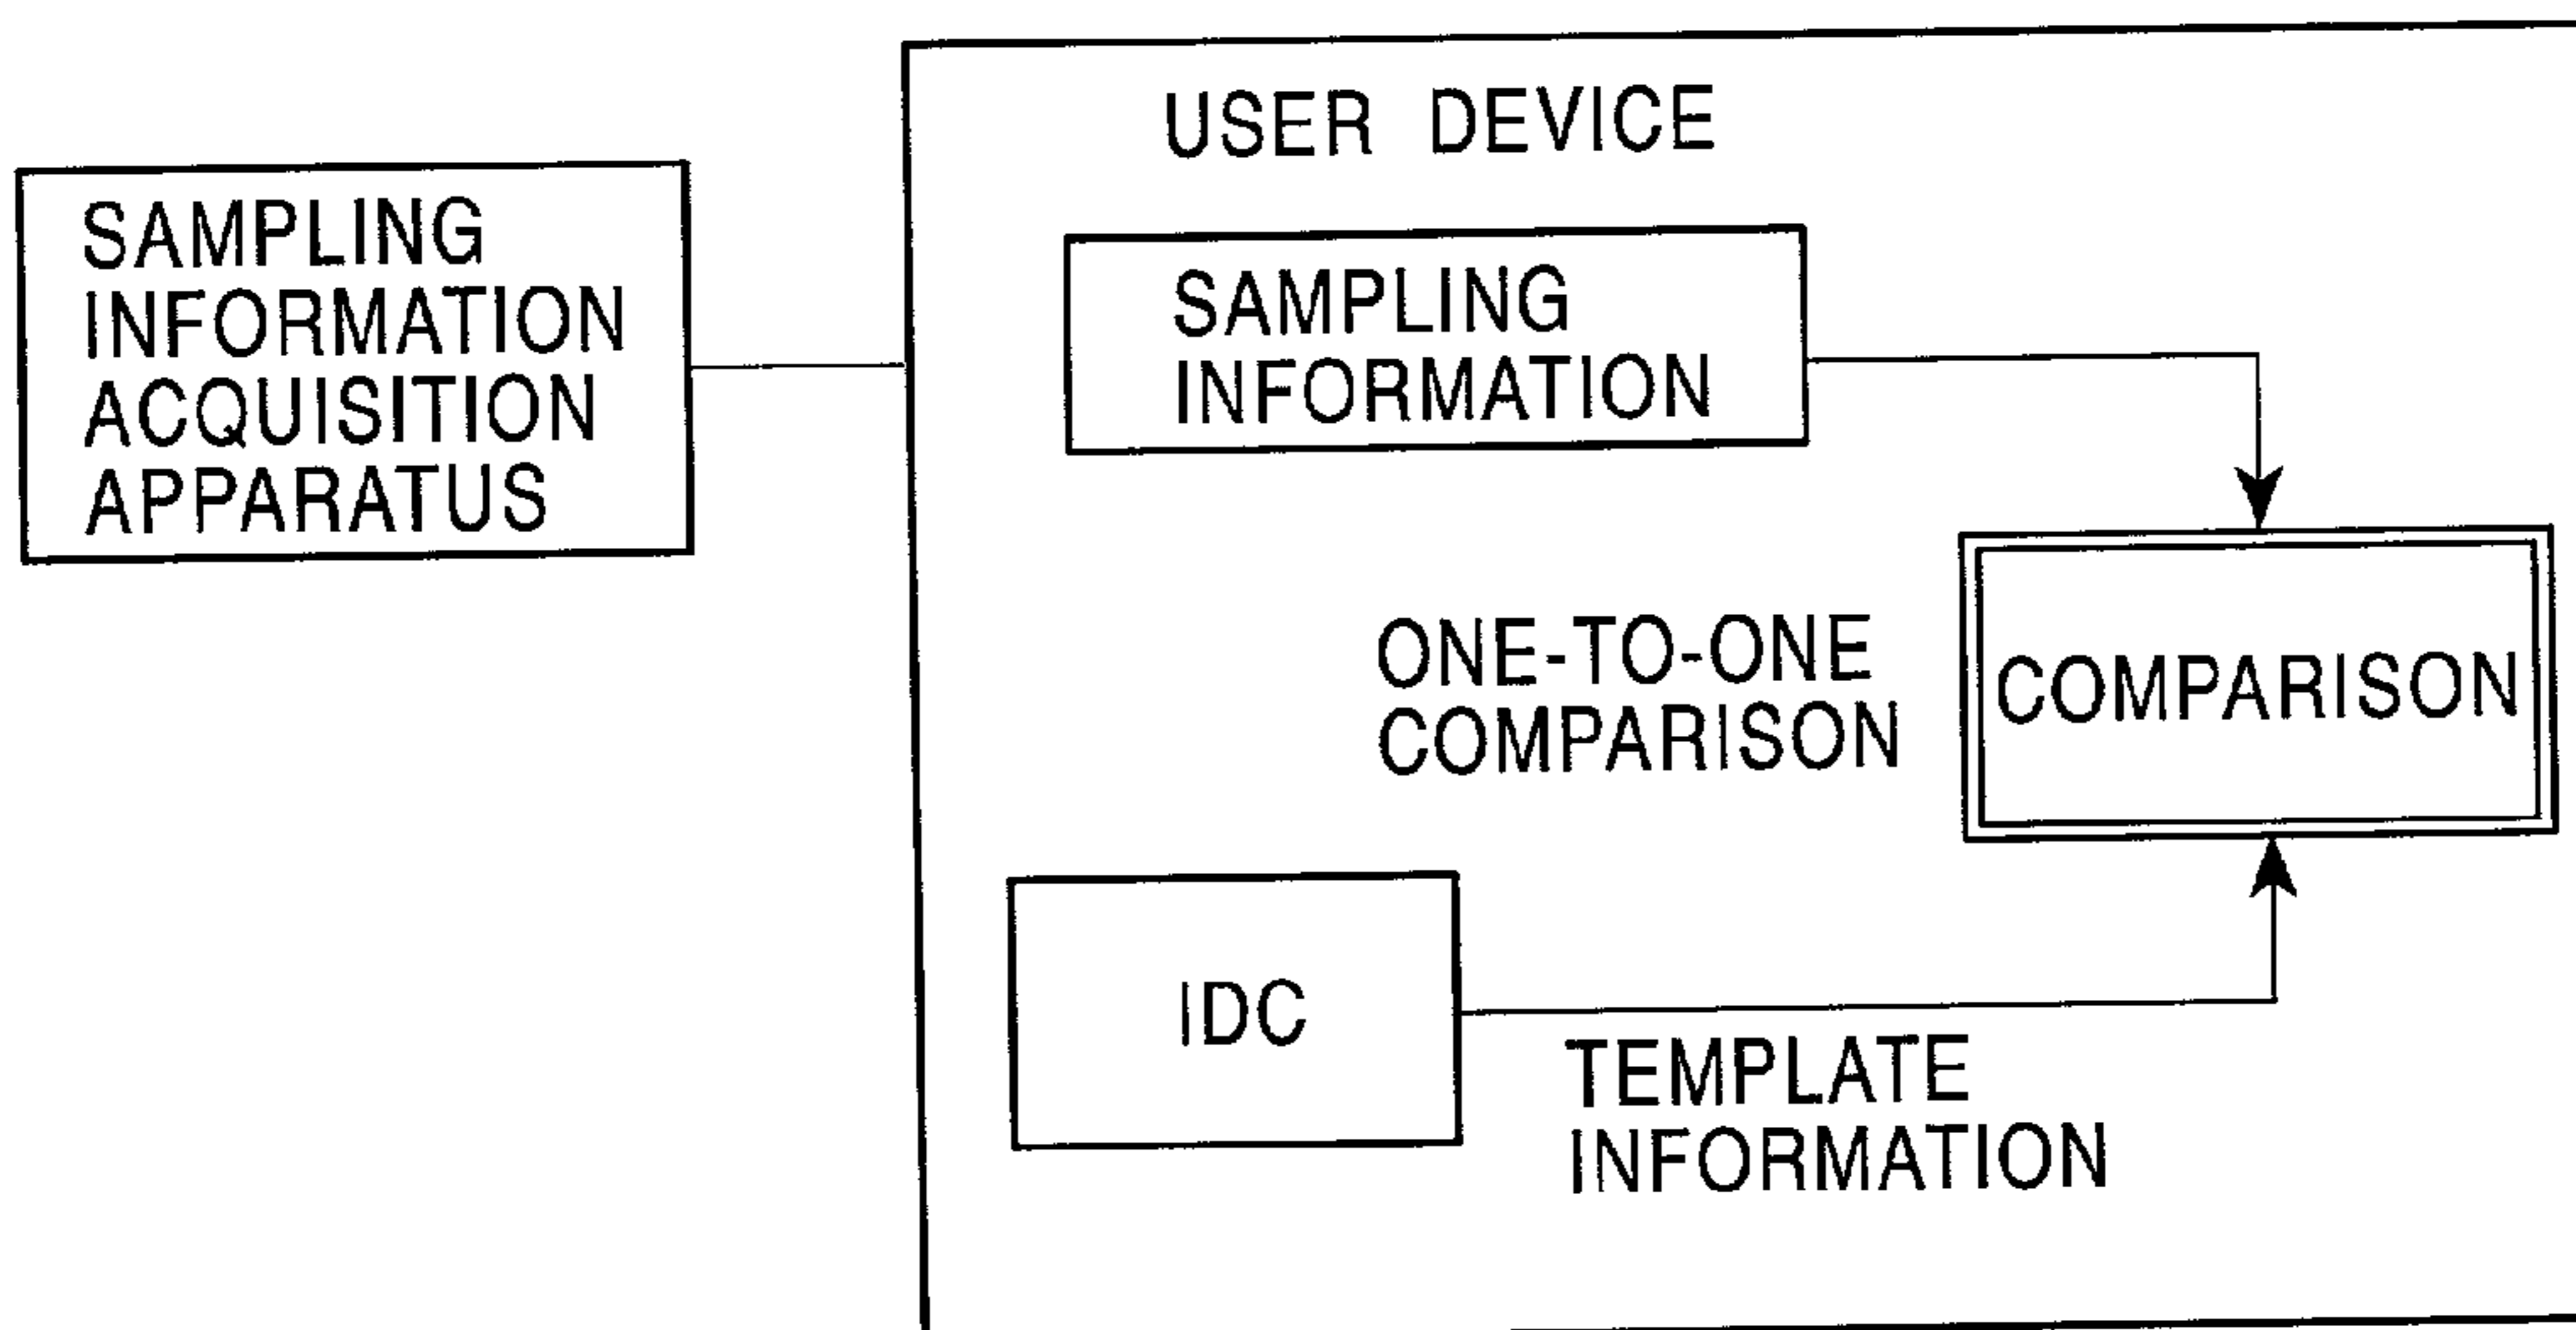 USER DEVICE
SAMPLING
INFORMATION
ACQUISITION
APPARATUS
SAMPLING
INFORMATION
ONE-TO-ONE
COMPARISON
COMPARISON
IDC
TEMPLATE
INFORMATION